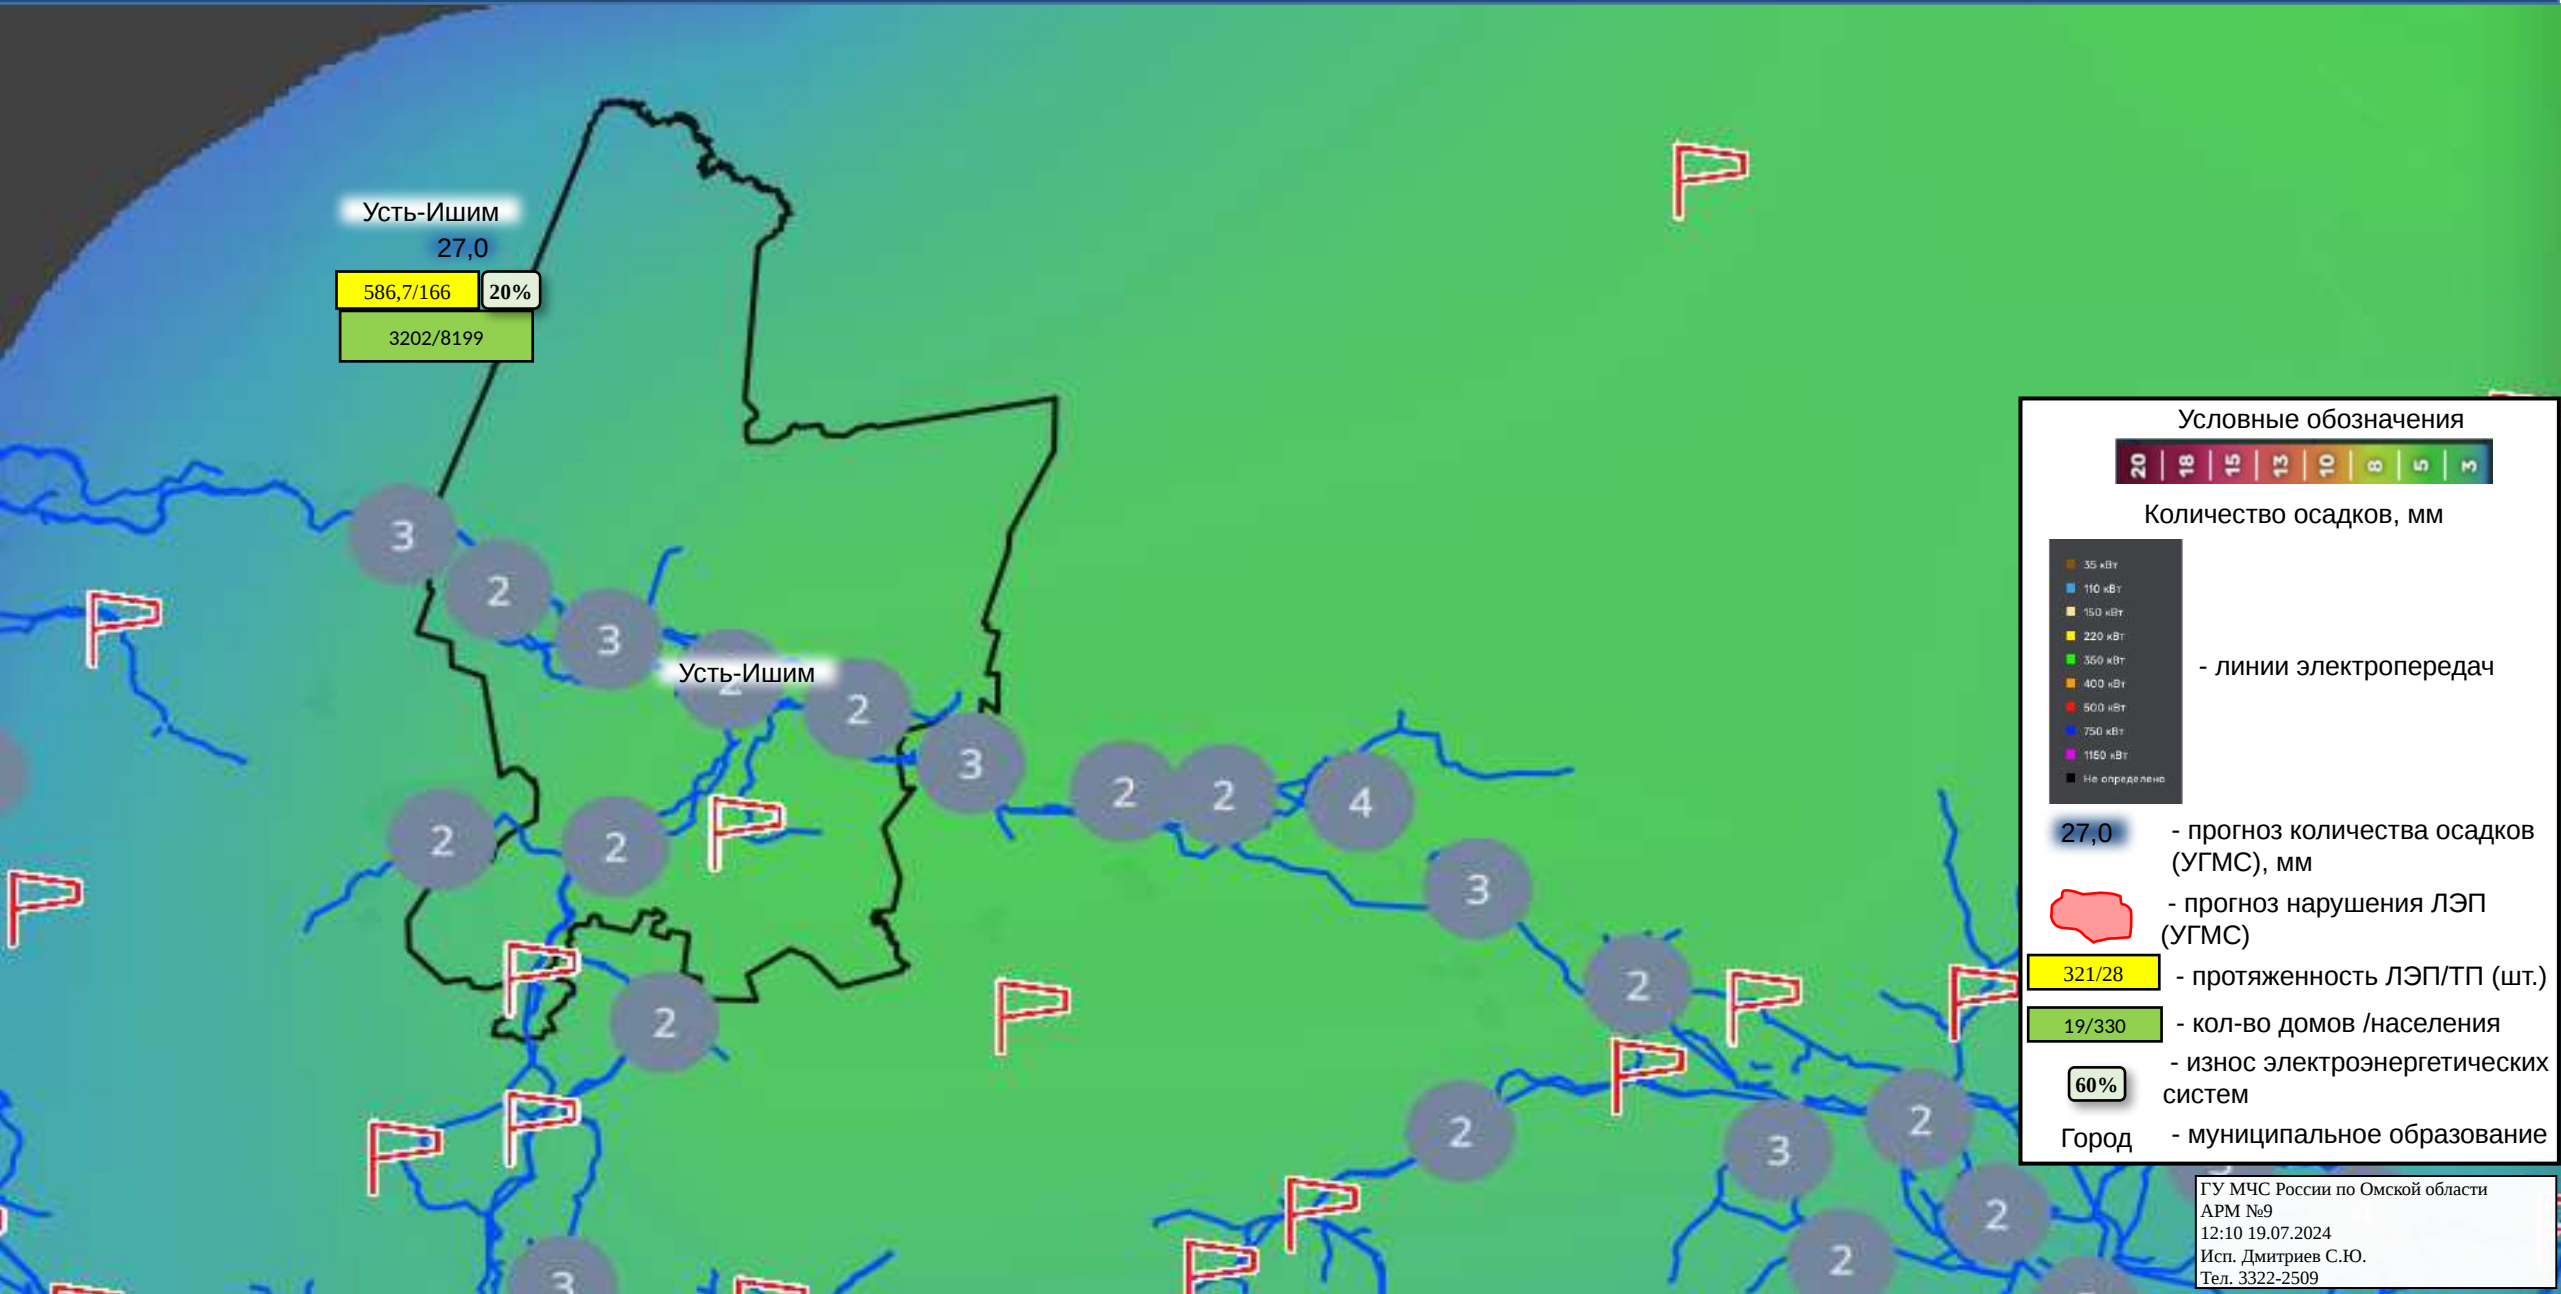 Усть-Ишим
27,0
586,7/166 20%
3202/8199
3
2
3
Усть-Ишим
2
2
3
2
2
4
2
2
3
2
2
2
3
2
2
2
3
Условные обозначения
20 18 15 13 10 8 5 3
Количество осадков, мм
35 кВт
110 кВт
150 кВт
220 кВт
350 кВт
400 кВт
500 кВт
750 кВт
1150 кВт
Не определено
- линии электропередач
27,0 - прогноз количества осадков
(УГМС), мм
- прогноз нарушения ЛЭП
(УГМС)
321/28 - протяженность ЛЭП/ТП (шт.)
19/330 - кол-во домов /населения
- износ электроэнергетических
60% систем
Город - муниципальное образование
ГУ МЧС России по Омской области
АРМ №9
12:10 19.07.2024
Исп. Дмитриев С.Ю.
Тел. 3322-2509